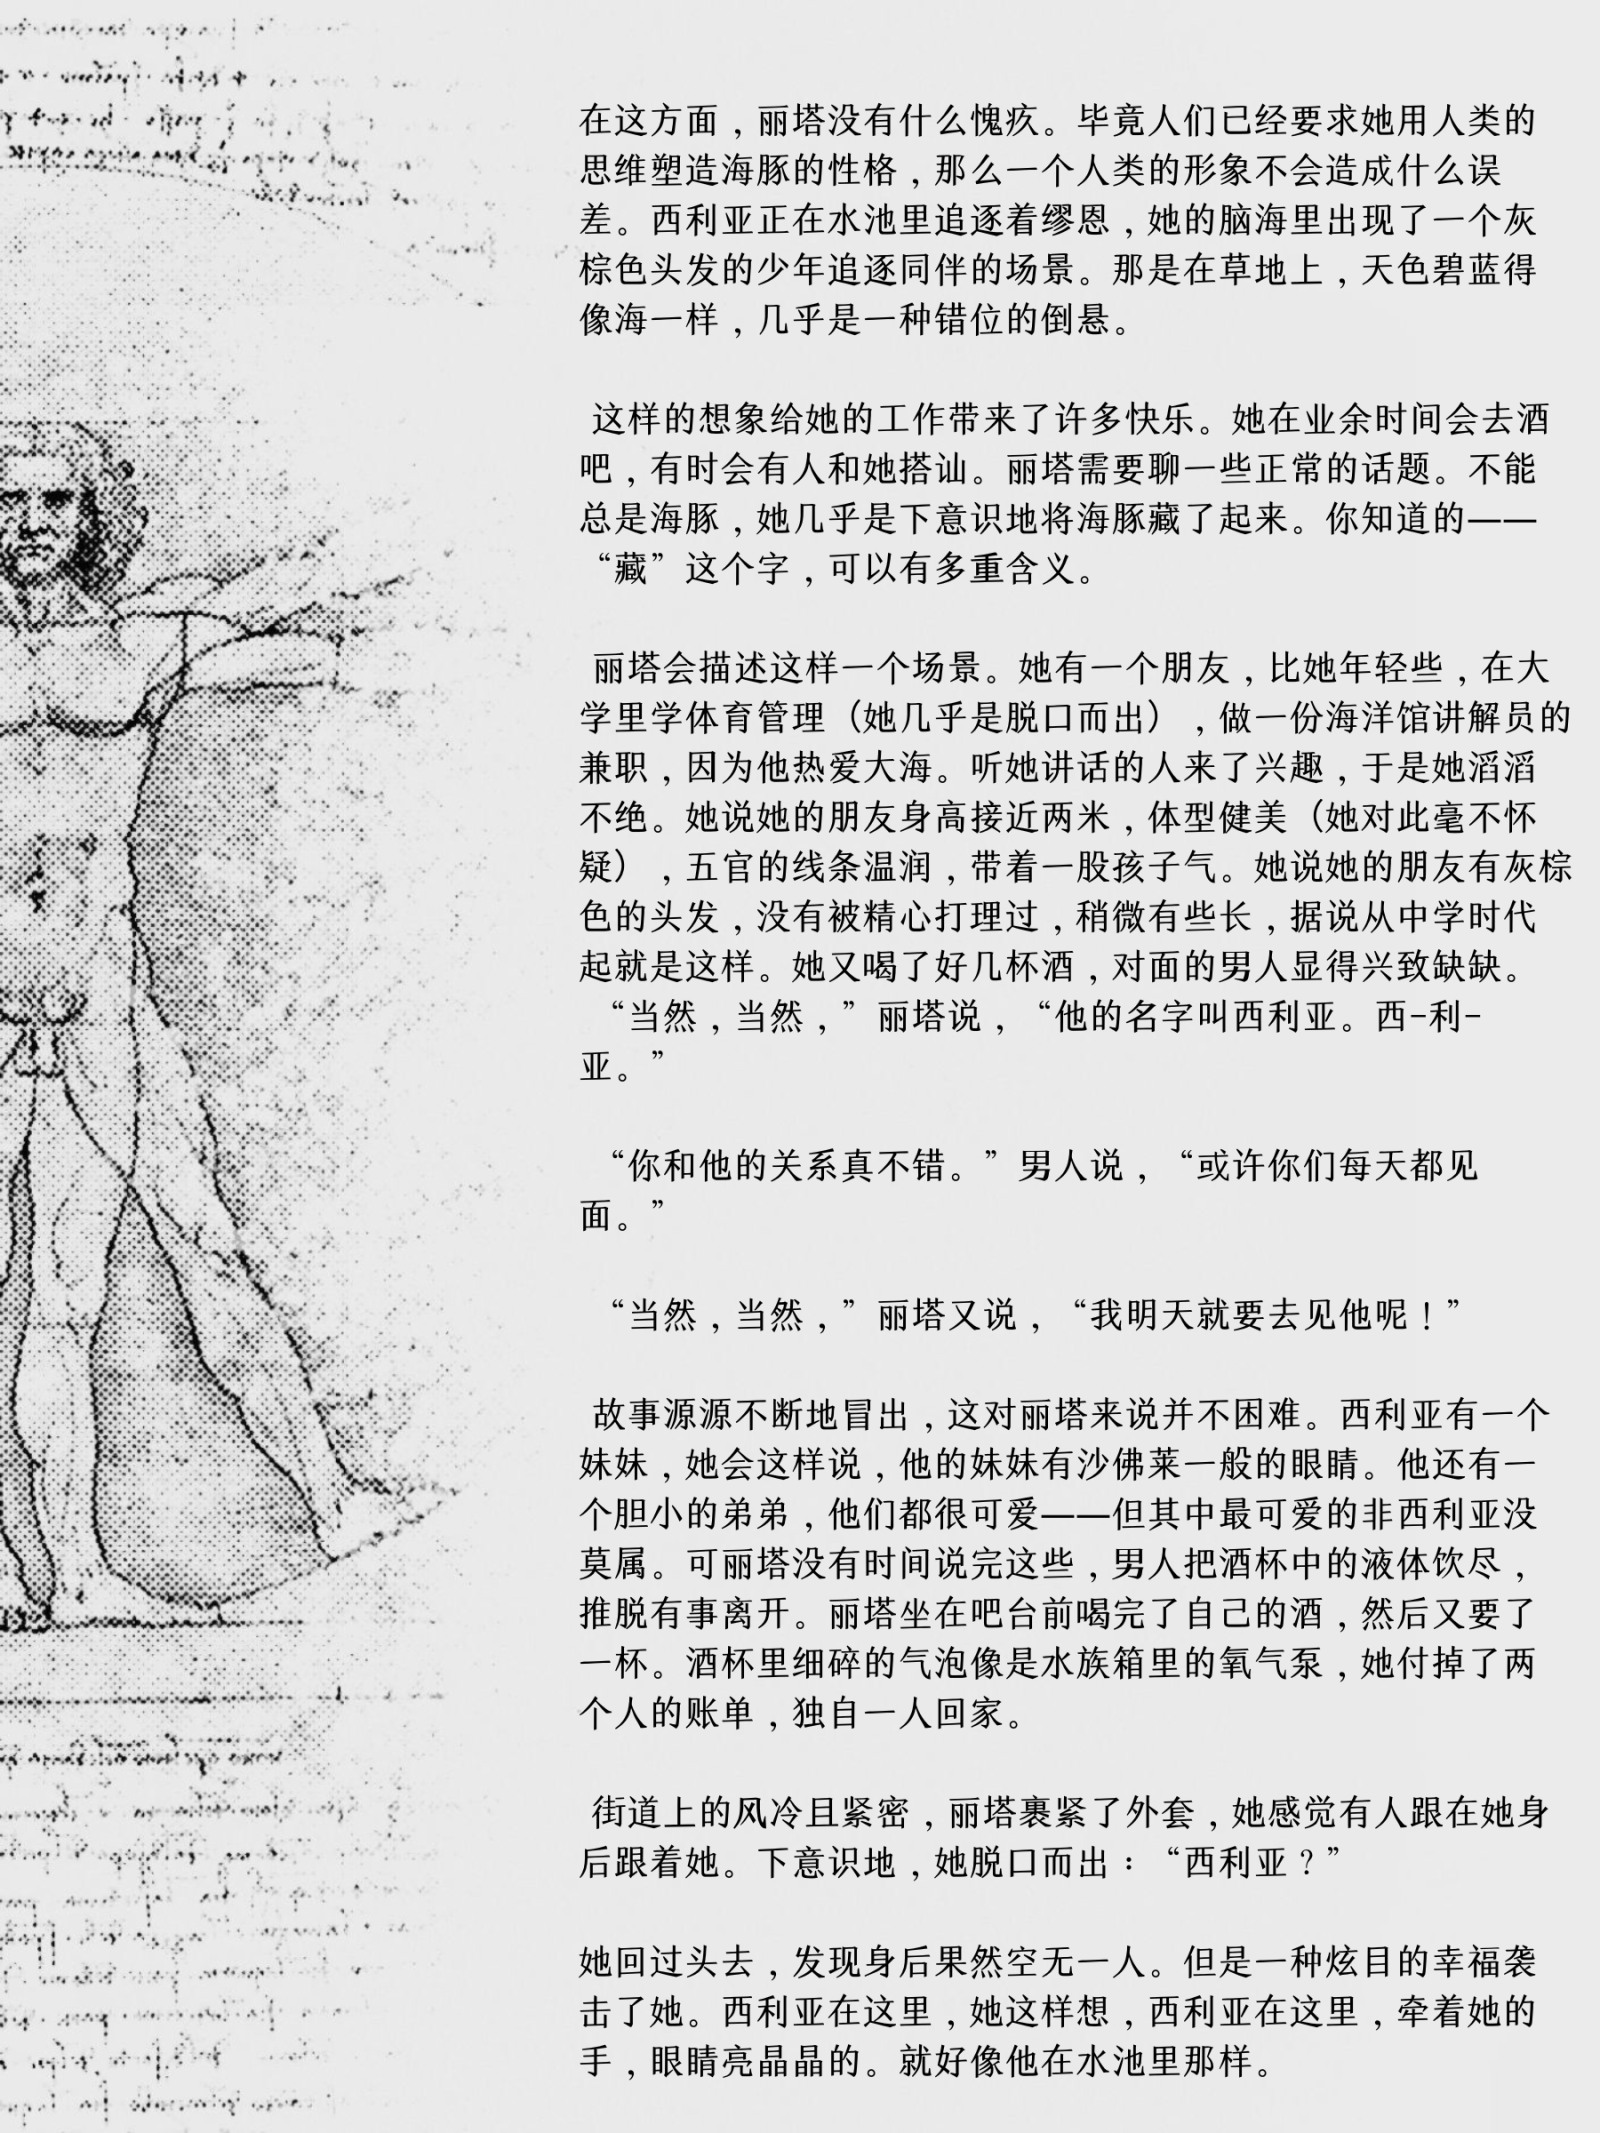 在这方面，丽塔没有什么愧疚。毕竟人们已经要求她用人类的
思维塑造海豚的性格，那么一个人类的形象不会造成什么误
差。西利亚正在水池里追逐着缪恩，她的脑海里出现了一个灰
棕色头发的少年追逐同伴的场景。那是在草地上，天色碧蓝得
像海一样，几乎是一种错位的倒悬。
这样的想象给她的工作带来了许多快乐。她在业余时间会去酒
吧，有时会有人和她搭讪。丽塔需要聊一些正常的话题。不能
总是海豚，她几乎是下意识地将海豚藏了起来。你知道的——
“藏”这个字，可以有多重含义。
丽塔会描述这样一个场景。她有一个朋友，比她年轻些，在大
学里学体育管理（她几乎是脱口而出），做一份海洋馆讲解员的
兼职，因为他热爱大海。听她讲话的人来了兴趣，于是她滔滔
不绝。她说她的朋友身高接近两米，体型健美（她对此毫不怀
疑），五官的线条温润，带着一股孩子气。她说她的朋友有灰棕
色的头发，没有被精心打理过，稍微有些长，据说从中学时代
起就是这样。她又喝了好几杯酒，对面的男人显得兴致缺缺。
“当然，当然，”丽塔说，“他的名字叫西利亚。西-利-
亚。”
“你和他的关系真不错。”男人说，“或许你们每天都见
面。”
“当然，当然，”丽塔又说，“我明天就要去见他呢！”
故事源源不断地冒出，这对丽塔来说并不困难。西利亚有一个
妹妹，她会这样说，他的妹妹有沙佛莱一般的眼睛。他还有一
个胆小的弟弟，他们都很可爱——但其中最可爱的非西利亚没
莫属。可丽塔没有时间说完这些，男人把酒杯中的液体饮尽，
推脱有事离开。丽塔坐在吧台前喝完了自己的酒，然后又要了
一杯。酒杯里细碎的气泡像是水族箱里的氧气泵，她付掉了两
个人的账单，独自一人回家。
街道上的风冷且紧密，丽塔裹紧了外套，她感觉有人跟在她身
后跟着她。下意识地，她脱口而出：“西利亚？”
她回过头去，发现身后果然空无一人。但是一种炫目的幸福袭
击了她。西利亚在这里，她这样想，西利亚在这里，牵着她的
手，眼睛亮晶晶的。就好像他在水池里那样。